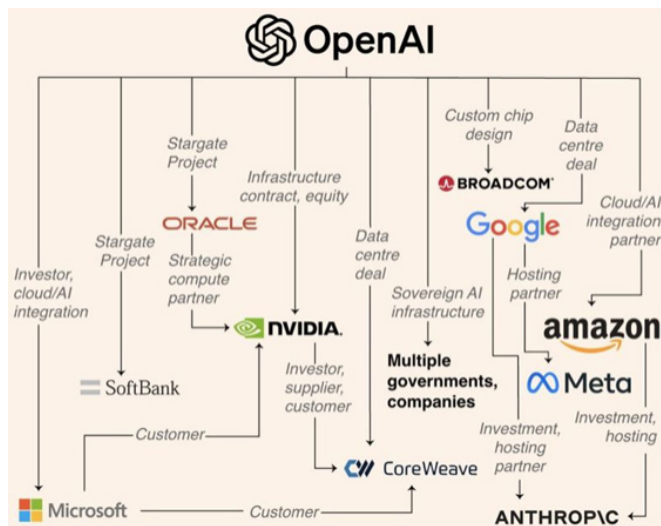 OpenAI
Custom chip
design
Data
centre
deal
Stargate
Project
Infrastructure
contract, equity
BROADCOM
ORACLE
Google
Cloud/AI
integration
partner
Stargate
Project
Data
centre
deal
Strategic
compute
partner
Investor,
cloud/AI
integration
Hosting
partner
Sovereign AI
infrastructure
NVIDIA.
amazon
Multiple
governments,
companies
Investor,
supplier,
customer
SoftBank
Meta
Customer
Investment,
hosting
partner
Investment,
hosting
CoreWeave
Microsoft
Customer
ANTHROP\C